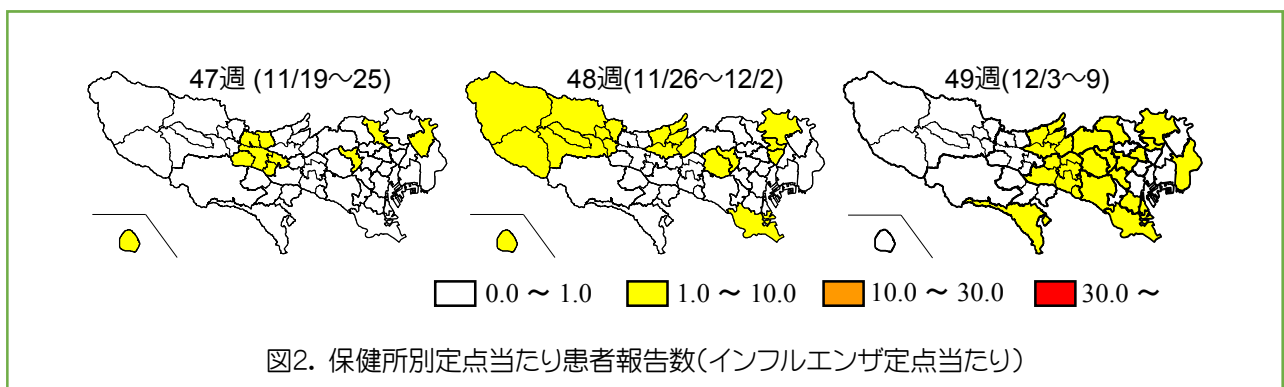 47週 (11/19～25)
48週(11/26～12/2)
49週(12/3～9)
0.0 ～ 1.0
1.0 ～ 10.0
10.0 ～ 30.0
30.0 ～
図2. 保健所別定点当たり患者報告数(インフルエンザ定点当たり)